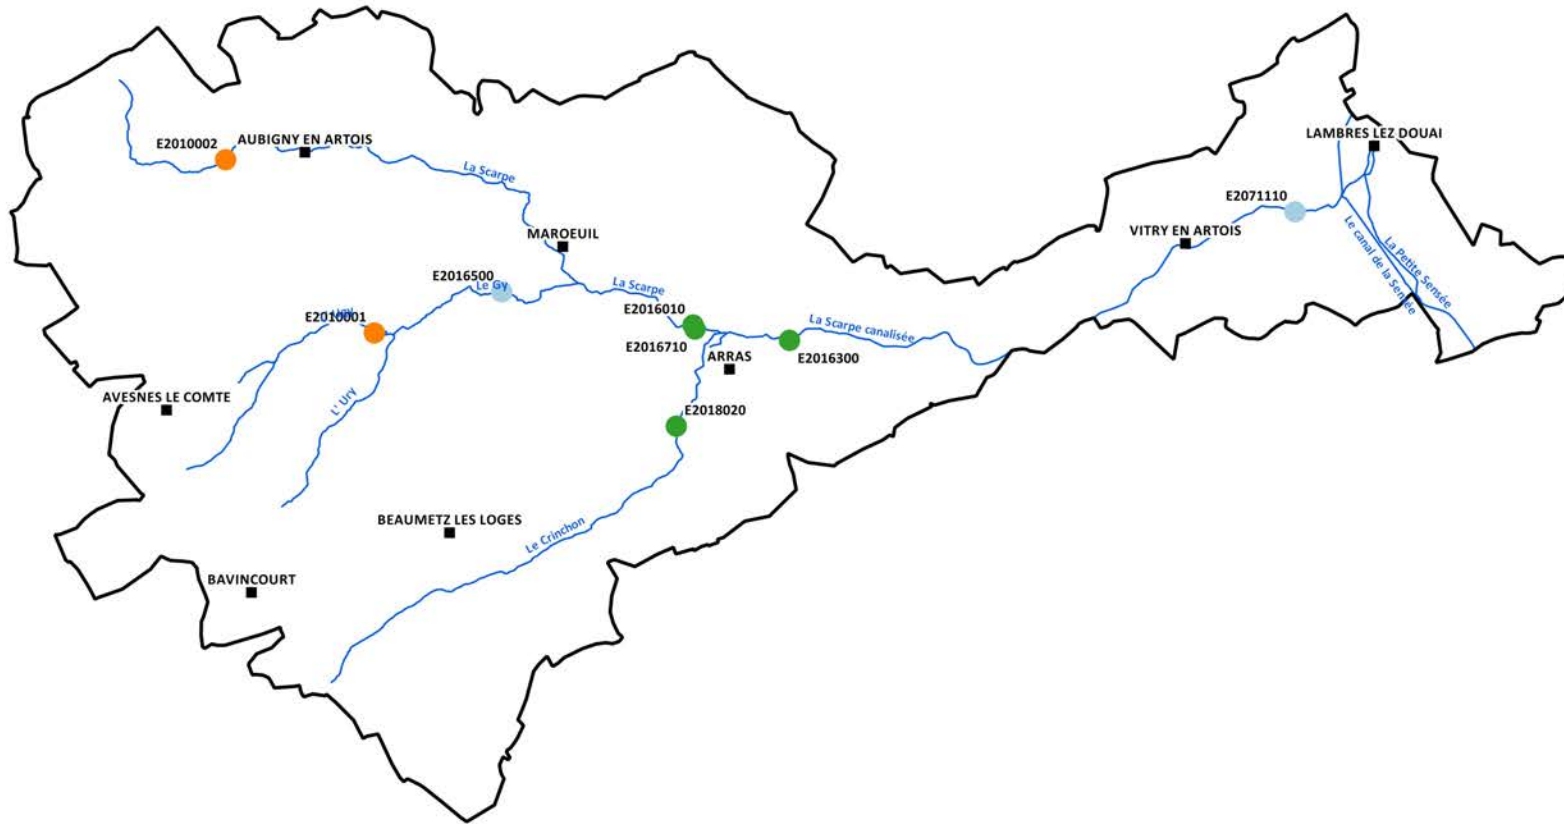 LAMBRES LEZ DOUAI
E2010002
AUBIGNY EN ARTOIS
La Scarpe
E2071110
VITRY EN ARTOIS
MAROEUIL
Le canal de la Sensée
La Petite Sensée
E2016500
Le Gy
La Scarpe
E2016010
E2010001
La Scarpe canalisée
E2016710
E2016300
ARRAS
AVESNES LE COMTE
L' Ury
E2018020
BEAUMETZ LES LOGES
Le Crinchon
BAVINCOURT